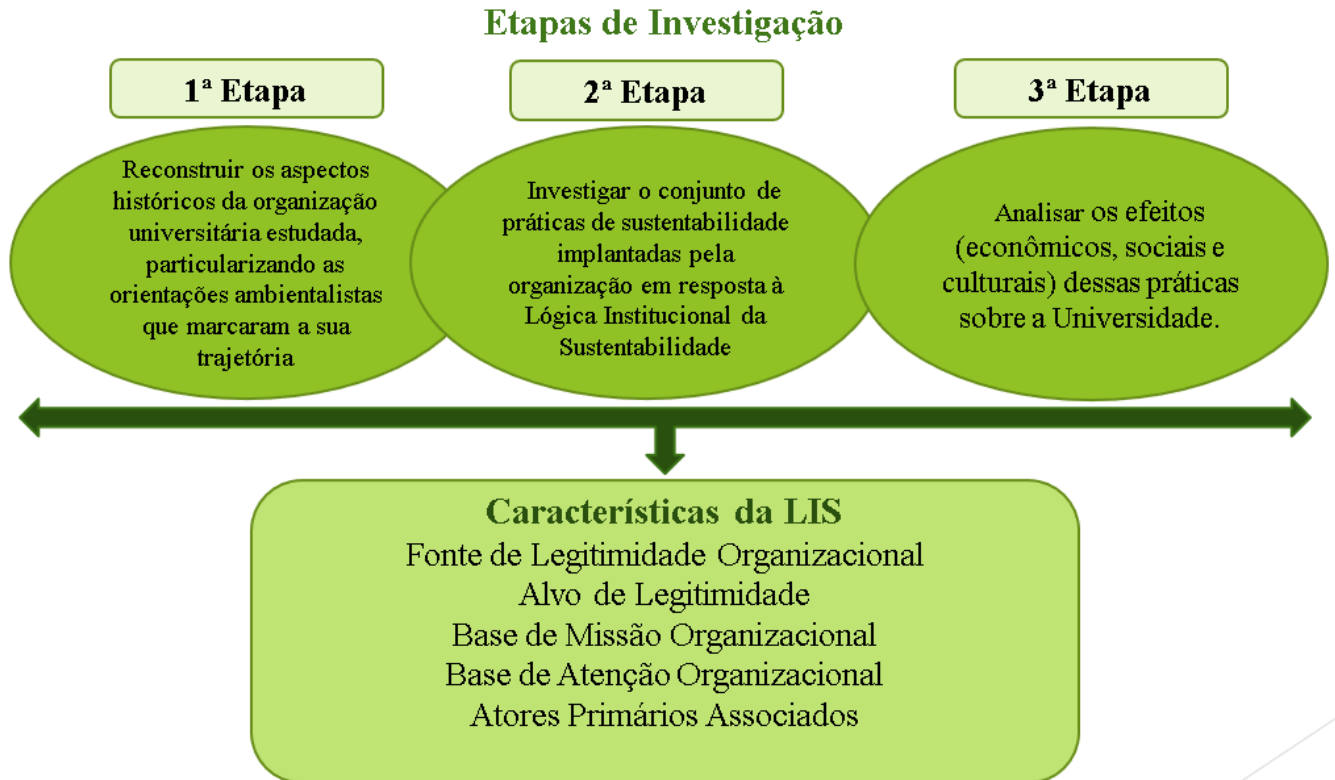 Etapas de Investigação
1ª Etapa
Reconstruir os aspectos
históricos da organização
universitária estudada,
particularizando as
orientações ambientalistas
que marcaram a sua
trajetória
2ª Etapa
Investigar o conjunto de
práticas de sustentabilidade
implantadas pela
organização em resposta à
Lógica Institucional da
Sustentabilidade
3ª Etapa
Analisar os efeitos
(econômicos, sociais e
culturais) dessas práticas
sobre a Universidade.
Características da LIS
Fonte de Legitimidade Organizacional
Alvo de Legitimidade
Base de Missão Organizacional
Base de Atenção Organizacional
Atores Primários Associados